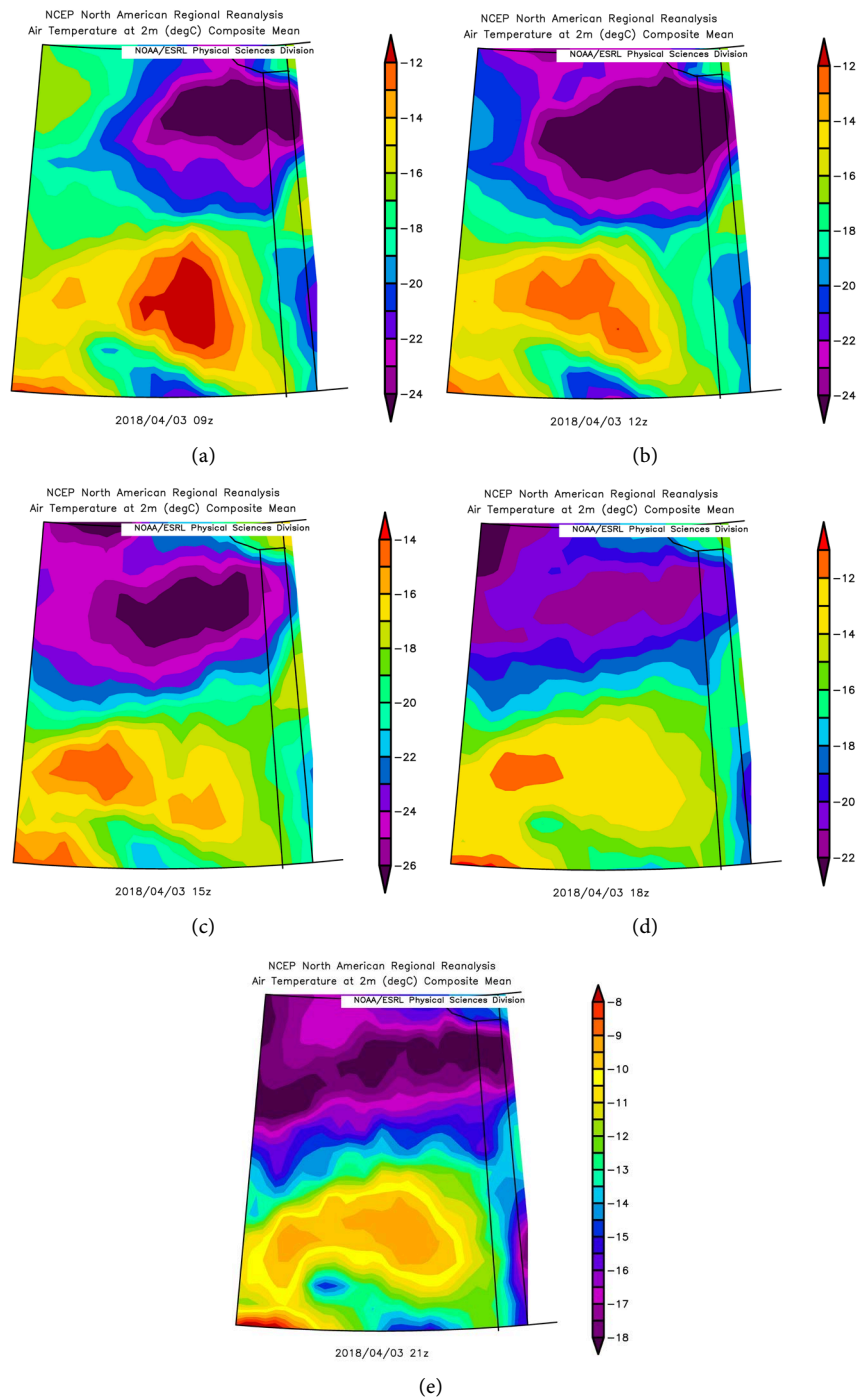 NCEP North American Regional Reanalysis
Air Temperature at 2m (degC) Composite Mean
NOAA/ESRL Physical Sciences Division
-12
-14
-16
-18
-20
-22
-24
2018/04/03 09z
(a)
NCEP North American Regional Reanalysis
Air Temperature at 2m (degC) Composite Mean
NOAA/ESRL Physical Sciences Division
-12
-14
-16
-18
-20
-22
-24
2018/04/03 12z
(b)
NCEP North American Regional Reanalysis
Air Temperature at 2m (degC) Composite Mean
NOAA/ESRL Physical Sciences Division
-14
-16
-18
-20
-22
-24
-26
2018/04/03 15z
(c)
NCEP North American Regional Reanalysis
Air Temperature at 2m (degC) Composite Mean
NOAA/ESRL Physical Sciences Division
-12
-14
-16
-18
-20
-22
2018/04/03 18z
(d)
NCEP North American Regional Reanalysis
Air Temperature at 2m (degC) Composite Mean
NOAA/ESRL Physical Sciences Division
-8
-9
-10
-11
-12
-13
-14
-15
-16
-17
-18
2018/04/03 21z
(e)